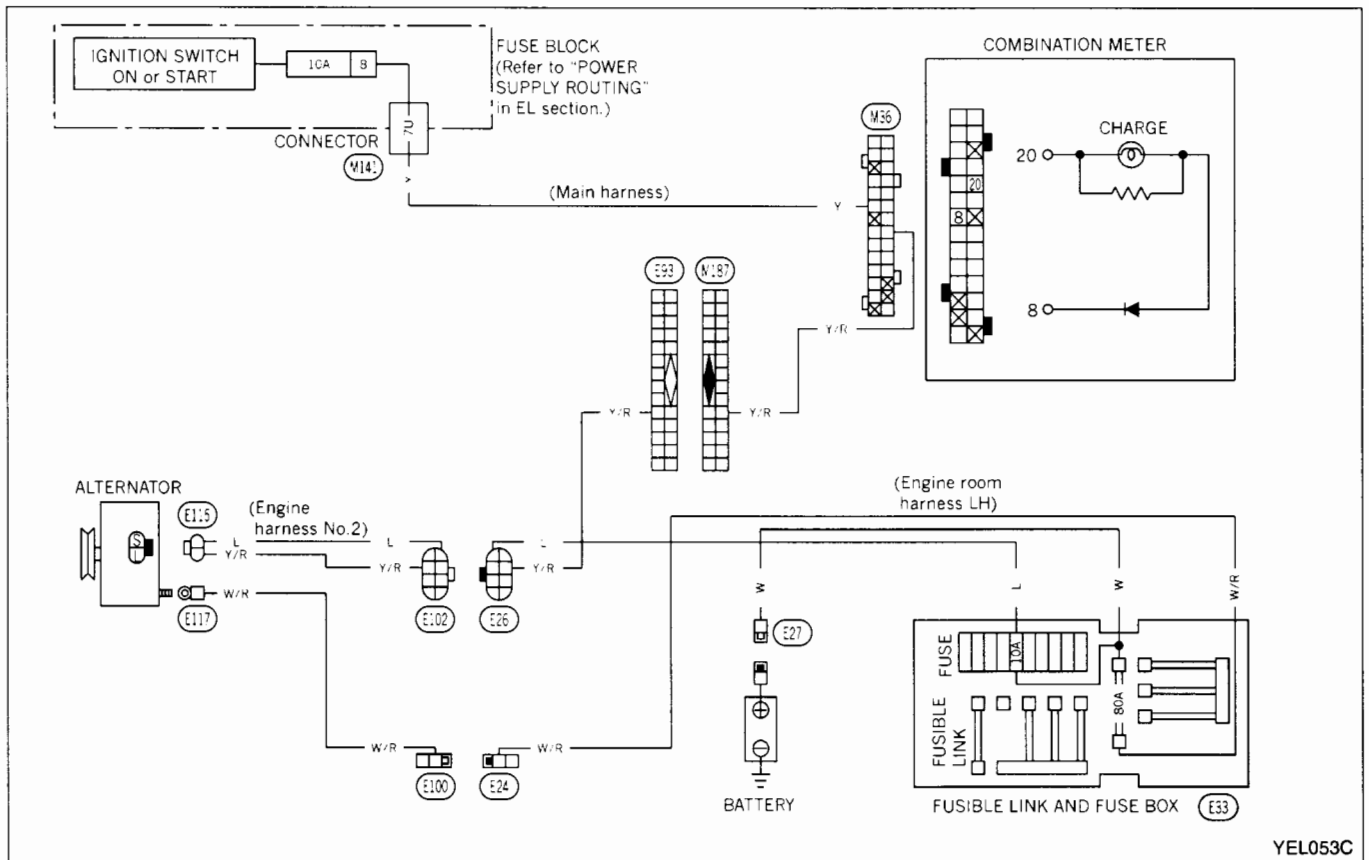 IGNITION SWITCH
ON or START
10A 8
FUSE BLOCK
(Refer to "POWER
SUPPLY ROUTING"
in EL section.)
CONNECTOR
7U
M141
Y
(Main harness)
Y
M36
COMBINATION METER
CHARGE
20
20
8
8
E93
M187
Y/R
Y/R
Y/R
ALTERNATOR
S
L
E115
(Engine
harness No.2)
L
L
Y/R
Y/R
E117
W/R
E102
E26
L
Y/R
(Engine room
harness LH)
W
E27
L
W
W/R
FUSE
10A
80A
FUSIBLE
LINK
W/R
E100
E24
W/R
BATTERY
FUSIBLE LINK AND FUSE BOX
E33
YEL053C